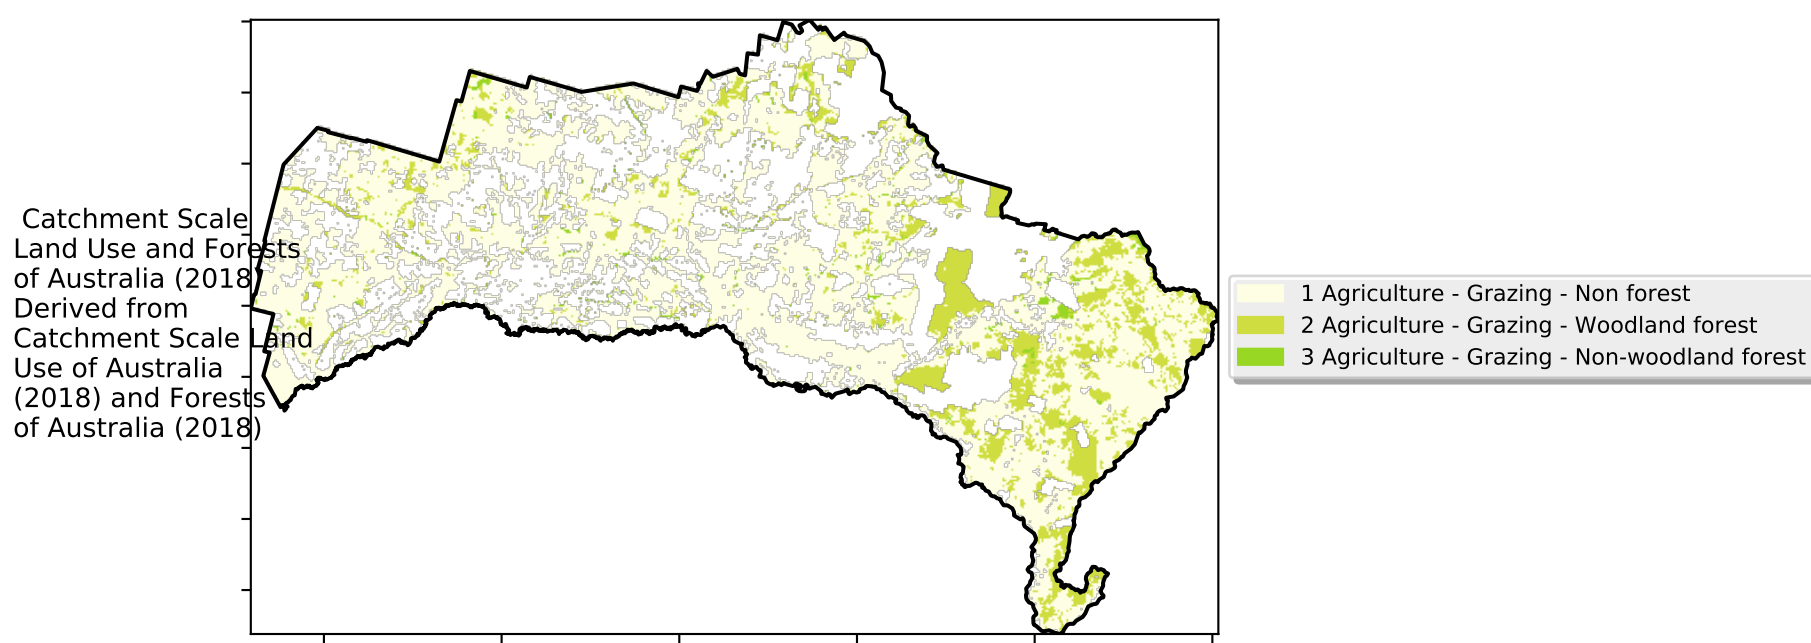 Catchment Scale
Land Use and Forests
of Australia (2018)
Derived from
Catchment Scale Land
Use of Australia
(2018) and Forests
of Australia (2018)
1 Agriculture - Grazing - Non forest
2 Agriculture - Grazing - Woodland forest
3 Agriculture - Grazing - Non-woodland forest